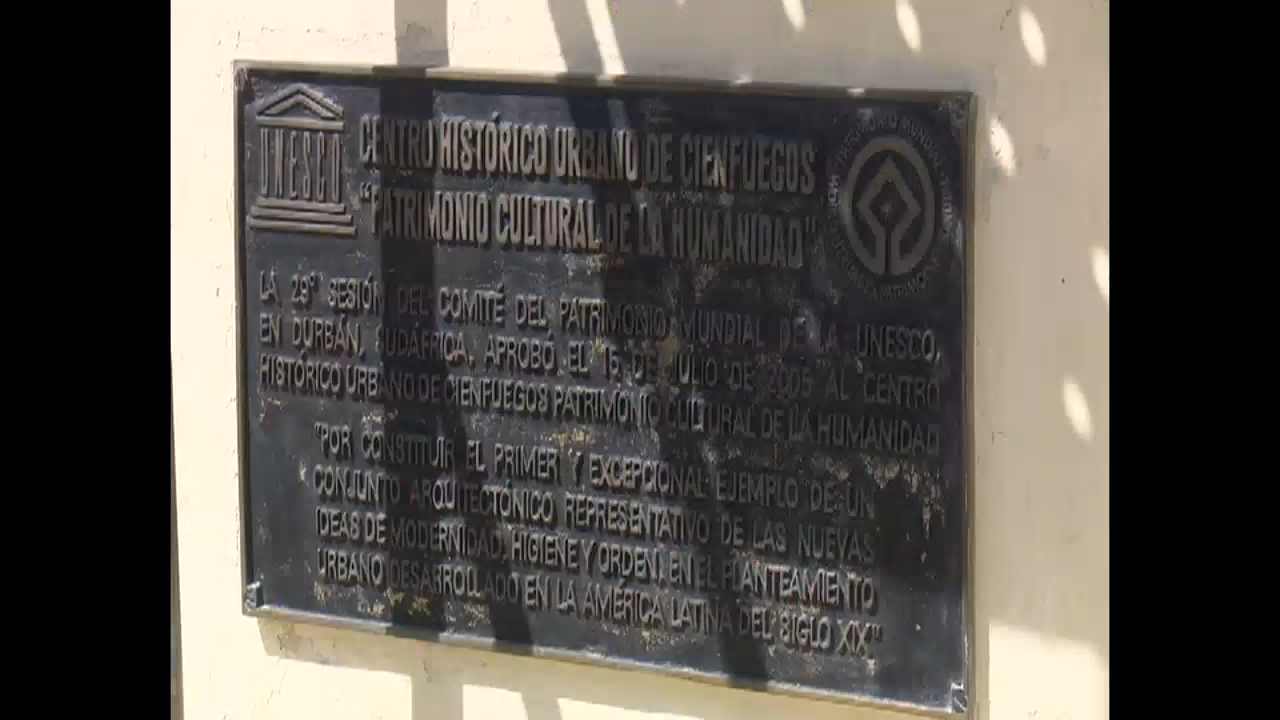 UNESCO
CENTRO HISTÓRICO URBANO DE CIENFUEGOS
"PATRIMONIO CULTURAL DE LA HUMANIDAD"
PATRIMONIO MUNDIAL
LA 29ª SESIÓN DEL COMITÉ DEL PATRIMONIO MUNDIAL DE LA UNESCO,
EN DURBÁN, SUDÁFRICA, APROBÓ EL 15 DE JULIO DE 2005 AL CENTRO
HISTÓRICO URBANO DE CIENFUEGOS PATRIMONIO CULTURAL DE LA HUMANIDAD
"POR CONSTITUIR EL PRIMER Y EXCEPCIONAL EJEMPLO DE UN
CONJUNTO ARQUITECTÓNICO REPRESENTATIVO DE LAS NUEVAS
IDEAS DE MODERNIDAD, HIGIENE Y ORDEN, EN EL PLANTEAMIENTO
URBANO DESARROLLADO EN LA AMÉRICA LATINA DEL SIGLO XIX"